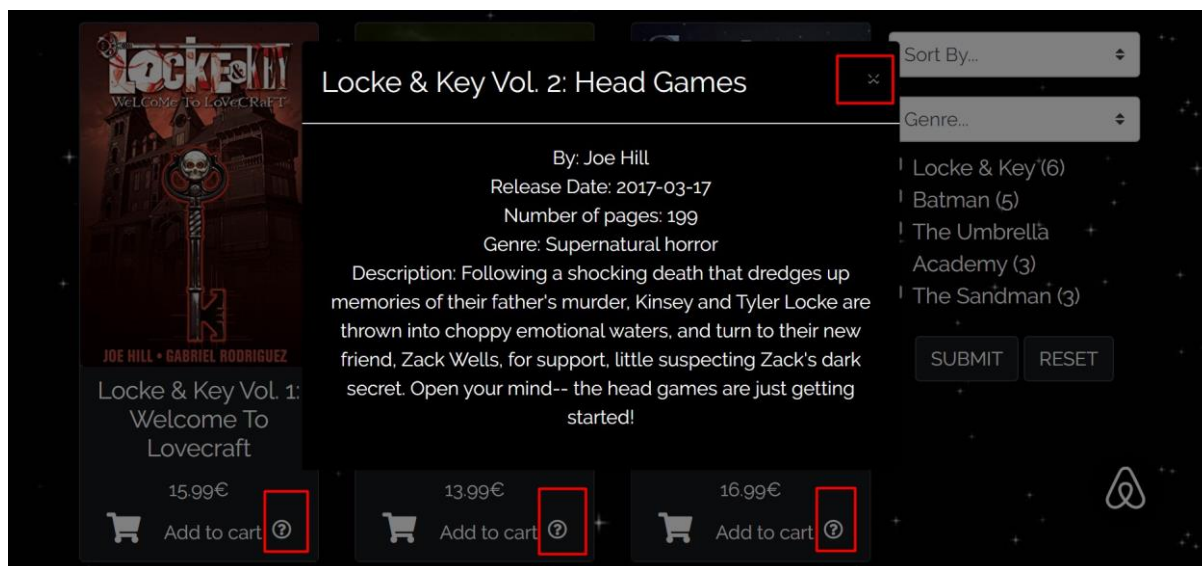 LOCKE & KEY
WELCOME TO LOVECRAFT
JOE HILL • GABRIEL RODRIGUEZ
Locke & Key Vol. 1:
Welcome To
Lovecraft
15.99€
Add to cart
Locke & Key Vol. 2: Head Games
By: Joe Hill
Release Date: 2017-03-17
Number of pages: 199
Genre: Supernatural horror
Description: Following a shocking death that dredges up
memories of their father's murder, Kinsey and Tyler Locke are
thrown into choppy emotional waters, and turn to their new
friend, Zack Wells, for support, little suspecting Zack's dark
secret. Open your mind-- the head games are just getting
started!
13.99€
Add to cart
16.99€
Add to cart
Sort By...
Genre...
Locke & Key (6)
Batman (5)
The Umbrella
Academy (3)
The Sandman (3)
SUBMIT RESET